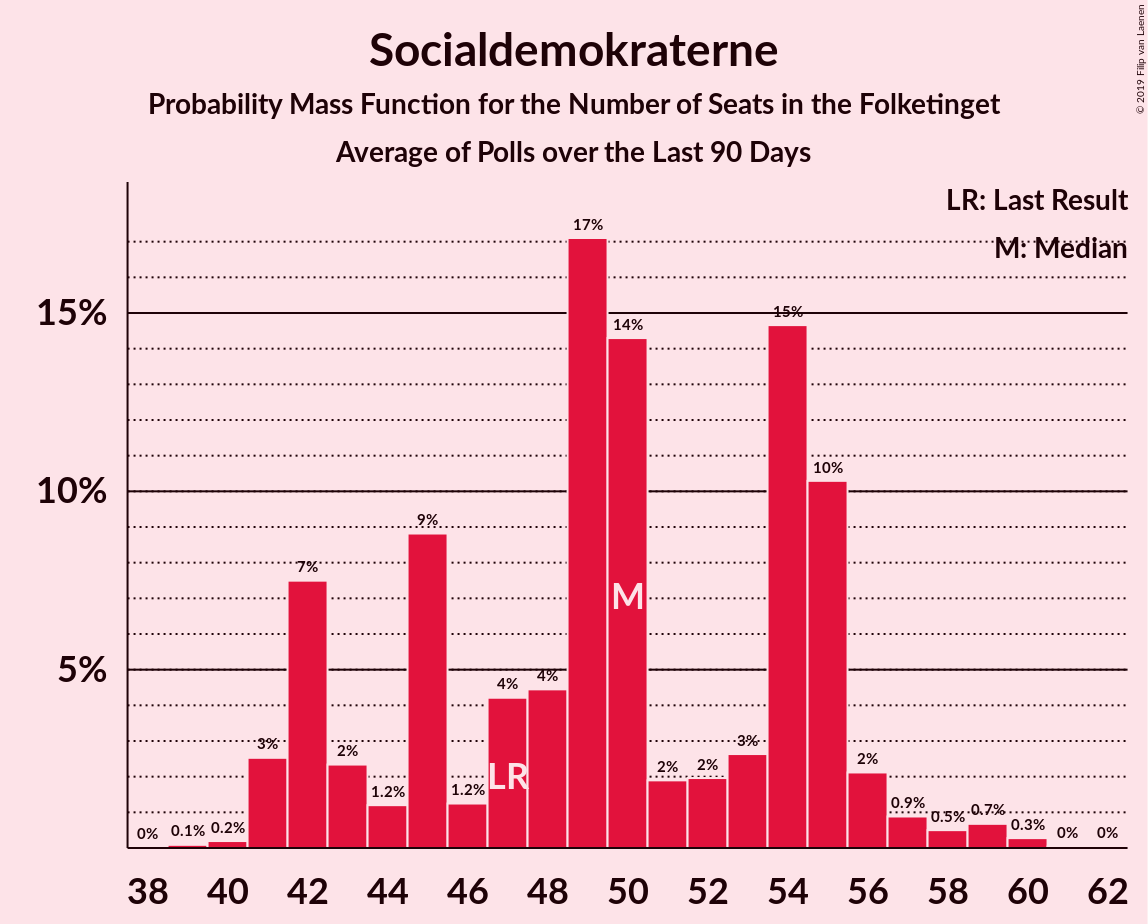 Socialdemokraterne
Probability Mass Function for the Number of Seats in the Folketinget
Average of Polls over the Last 90 Days
© 2019 Filip van Laenen
LR: Last Result
M: Median
15%
10%
5%
0% 0.1% 0.2% 3% 7% 2% 1.2% 9% 1.2% 4% 4% 17% 14% 2% 2% 3% 15% 10% 2% 0.9% 0.5% 0.7% 0.3% 0% 0%
LR
M
38 40 42 44 46 48 50 52 54 56 58 60 62